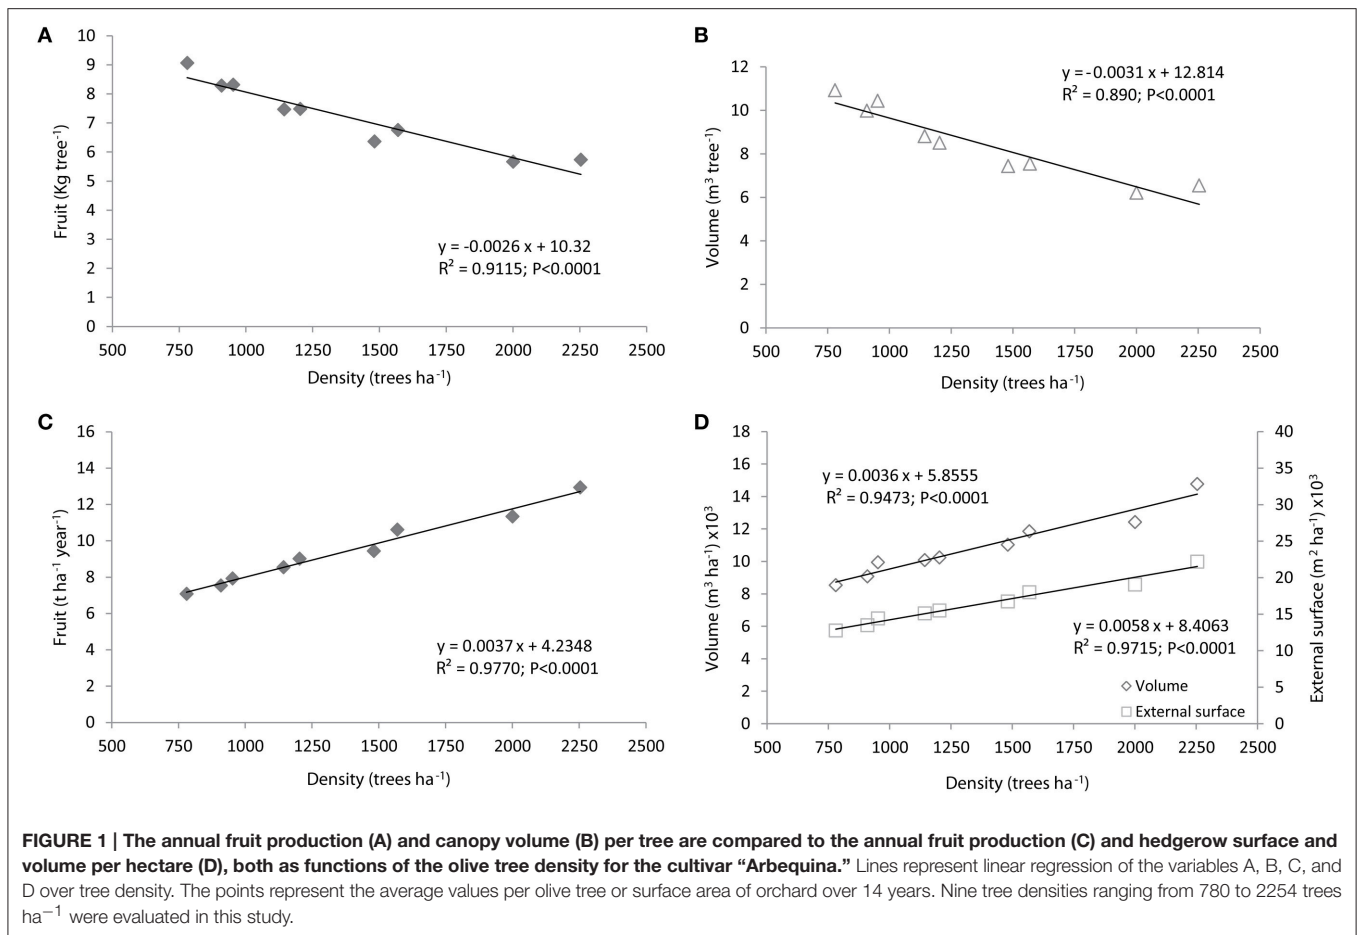 A
10
9
8
7
6
5
4
3
2
1
0
Fruit (Kg tree⁻¹)
y = -0.0026 x + 10.32
R² = 0.9115; P<0.0001
500 750 1000 1250 1500 1750 2000 2250 2500
Density (trees ha⁻¹)
B
12
10
8
6
4
2
0
Volume (m³ tree⁻¹)
y = -0.0031 x + 12.814
R² = 0.890; P<0.0001
500 750 1000 1250 1500 1750 2000 2250 2500
Density (trees ha⁻¹)
C
16
14
12
10
8
6
4
2
0
Fruit (t ha⁻¹ year⁻¹)
y = 0.0037 x + 4.2348
R² = 0.9770; P<0.0001
500 750 1000 1250 1500 1750 2000 2250 2500
Density (trees ha⁻¹)
D
18
16
14
12
10
8
6
4
2
0
Volume (m³ ha⁻¹) x10³
y = 0.0036 x + 5.8555
R² = 0.9473; P<0.0001
40
35
30
25
20
15
10
5
0
External surface (m² ha⁻¹) x10³
y = 0.0058 x + 8.4063
R² = 0.9715; P<0.0001
Volume
External surface
500 750 1000 1250 1500 1750 2000 2250 2500
Density (trees ha⁻¹)
FIGURE 1 | The annual fruit production (A) and canopy volume (B) per tree are compared to the annual fruit production (C) and hedgerow surface and
volume per hectare (D), both as functions of the olive tree density for the cultivar “Arbequina.” Lines represent linear regression of the variables A, B, C, and
D over tree density. The points represent the average values per olive tree or surface area of orchard over 14 years. Nine tree densities ranging from 780 to 2254 trees
ha⁻¹ were evaluated in this study.